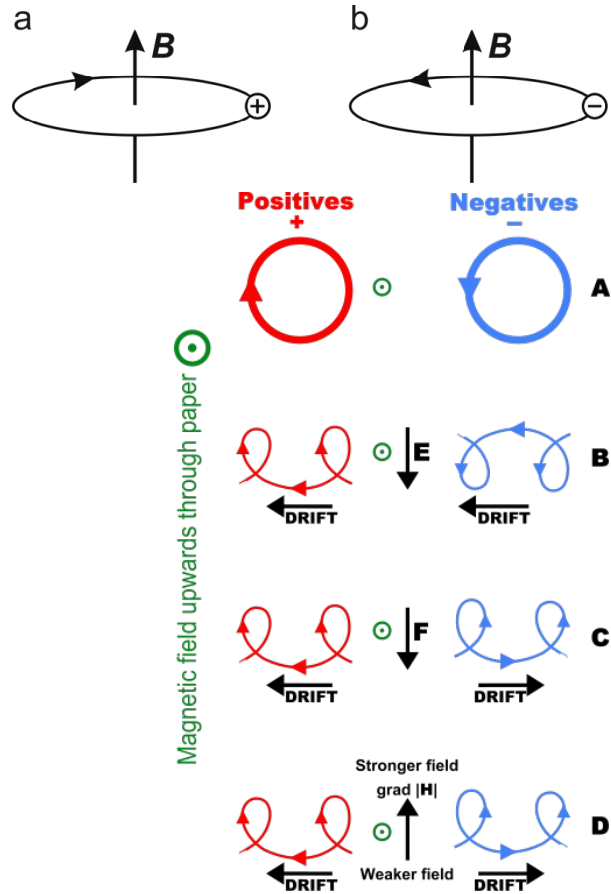 a
b
B
B
+
−
Positives
+
Negatives
−
A
Magnetic field upwards through paper
E
B
DRIFT
DRIFT
F
C
DRIFT
DRIFT
Stronger field
grad |H|
D
Weaker field
DRIFT
DRIFT